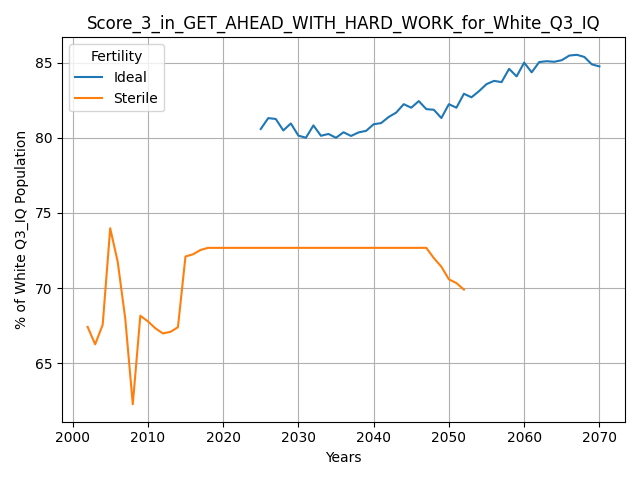 Score_3_in_GET_AHEAD_WITH_HARD_WORK_for_White_Q3_IQ
Fertility
Ideal
Sterile
% of White Q3_IQ Population
85
80
75
70
65
2000 2010 2020 2030 2040 2050 2060 2070
Years